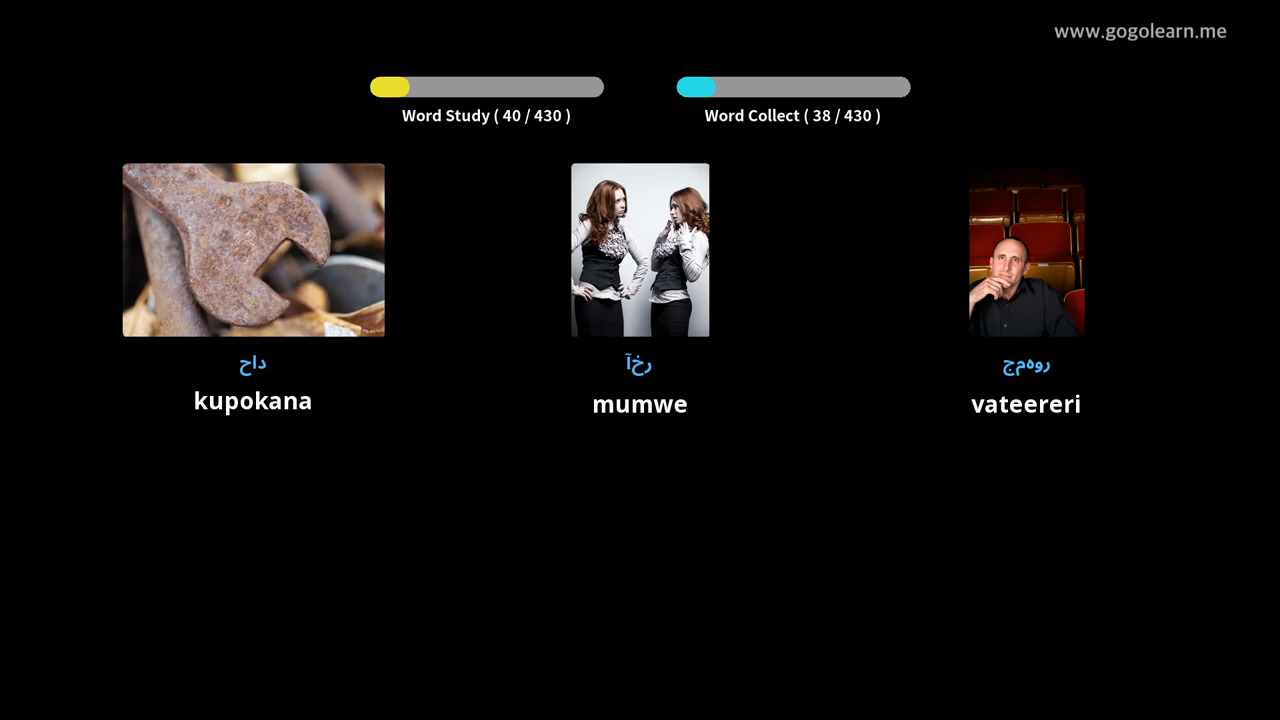 www.gogolearn.me
Word Study ( 40 / 430 )
Word Collect ( 38 / 430 )
داح
رخآ
روهمج
kupokana
mumwe
vateereri